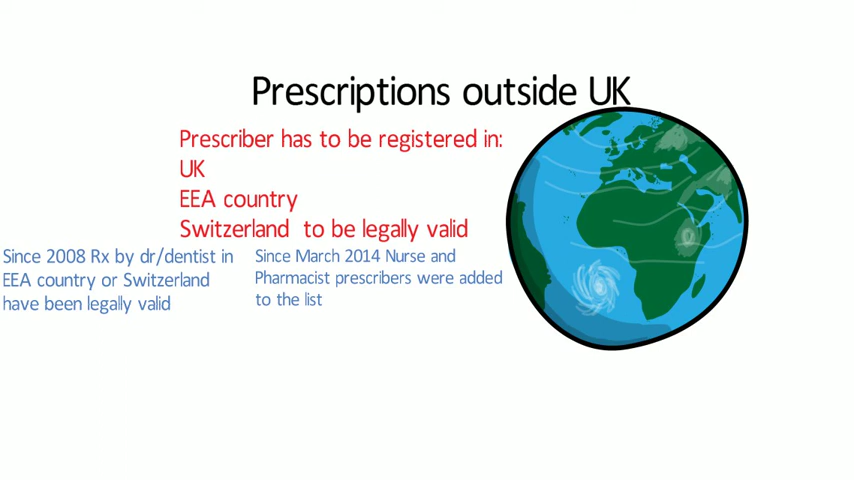 Prescriptions outside UK
Prescriber has to be registered in:
UK
EEA country
Switzerland  to be legally valid
Since 2008 Rx by dr/dentist in
EEA country or Switzerland
have been legally valid
Since March 2014 Nurse and
Pharmacist prescribers were added
to the list